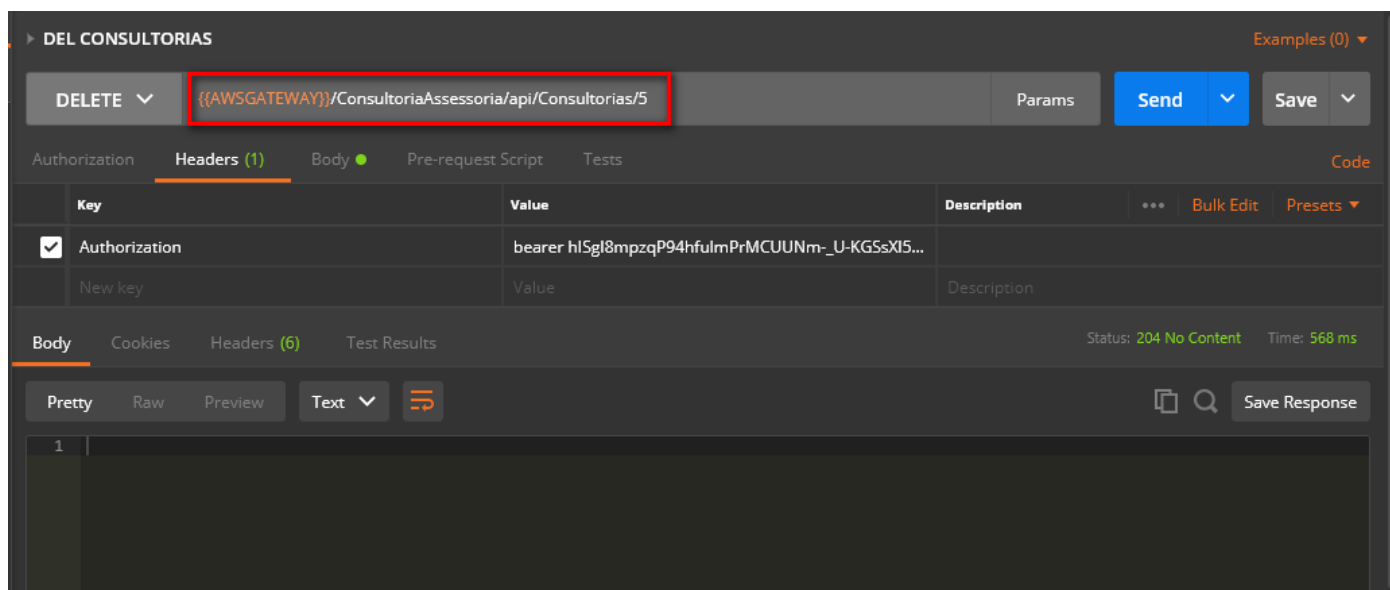 DEL CONSULTORIAS Examples (0)
DELETE {{AWSGATEWAY}}/ConsultoriaAssessoria/api/Consultorias/5 Params Send Save
Authorization Headers (1) Body Pre-request Script Tests Code
Key Value Description ••• Bulk Edit Presets
Authorization bearer hlSgl8mpzqP94hfulmPrMCUUNm-_U-KGSsXI5...
New key Value Description
Body Cookies Headers (6) Test Results Status: 204 No Content Time: 568 ms
Pretty Raw Preview Text Save Response
1